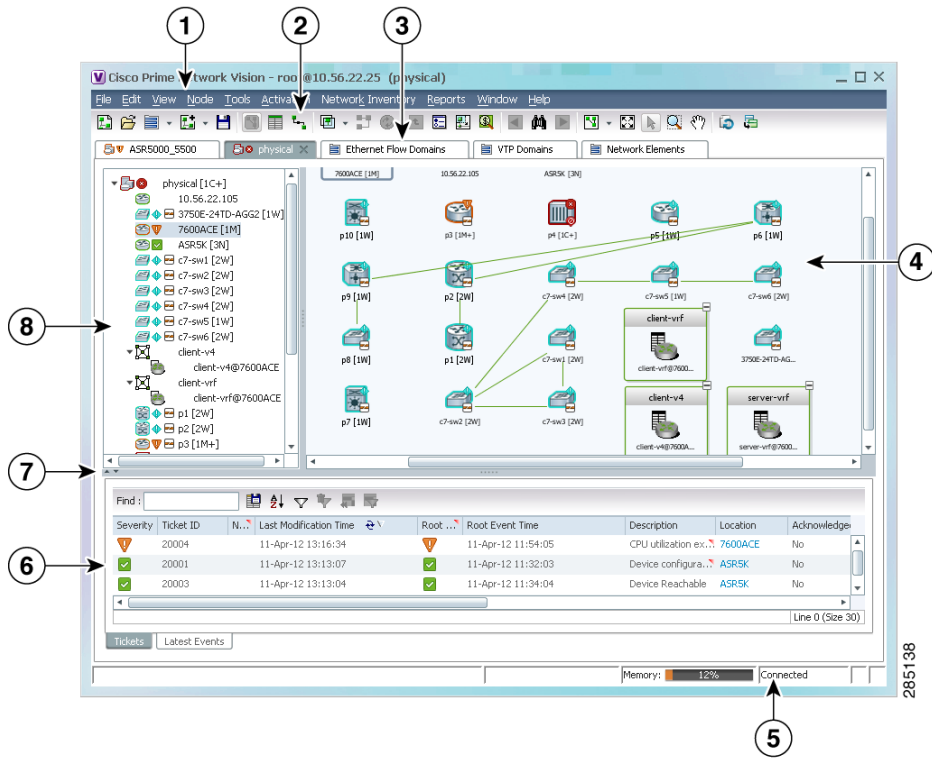 1
2
3
Cisco Prime Network Vision - roo @10.56.22.25 (physical)
File Edit View Node Tools Activa Network Inventory Reports Window Help
ASR5000_5500
physical
Ethernet Flow Domains
VTP Domains
Network Elements
physical [1C+]
10.56.22.105
3750E-24TD-AGG2 [1W]
7600ACE [1M]
ASR5K [3N]
c7-sw1 [2W]
c7-sw2 [2W]
c7-sw3 [2W]
c7-sw4 [2W]
c7-sw5 [1W]
c7-sw6 [2W]
client-v4
client-v4@7600ACE
client-vrf
client-vrf@7600ACE
p1 [2W]
p2 [2W]
p3 [1M+]
7600ACE [1M]
10.56.22.105
ASR5K [3N]
p10 [1W]
p3 [1M+]
p4 [1C+]
p5 [1W]
p6 [1W]
p9 [1W]
p2 [2W]
c7-sw4 [2W]
c7-sw5 [1W]
c7-sw6 [2W]
client-vrf
p8 [1W]
p1 [2W]
c7-sw1 [2W]
client-vrf@7600...
3750E-24TD-AG...
client-v4
server-vrf
p7 [1W]
c7-sw2 [2W]
c7-sw3 [2W]
client-v4@7600A...
server-vrf@7600...
4
8
7
Find :
Severity Ticket ID N... Last Modification Time Root ... Root Event Time Description Location Acknowledged
20004 11-Apr-12 13:16:34 11-Apr-12 11:54:05 CPU utilization ex.. 7600ACE No
20001 11-Apr-12 13:13:07 11-Apr-12 11:32:03 Device configura.. ASR5K No
20003 11-Apr-12 13:13:04 11-Apr-12 11:34:04 Device Reachable ASR5K No
6
Line 0 (Size 30)
Tickets
Latest Events
Memory: 12%
Connected
285138
5